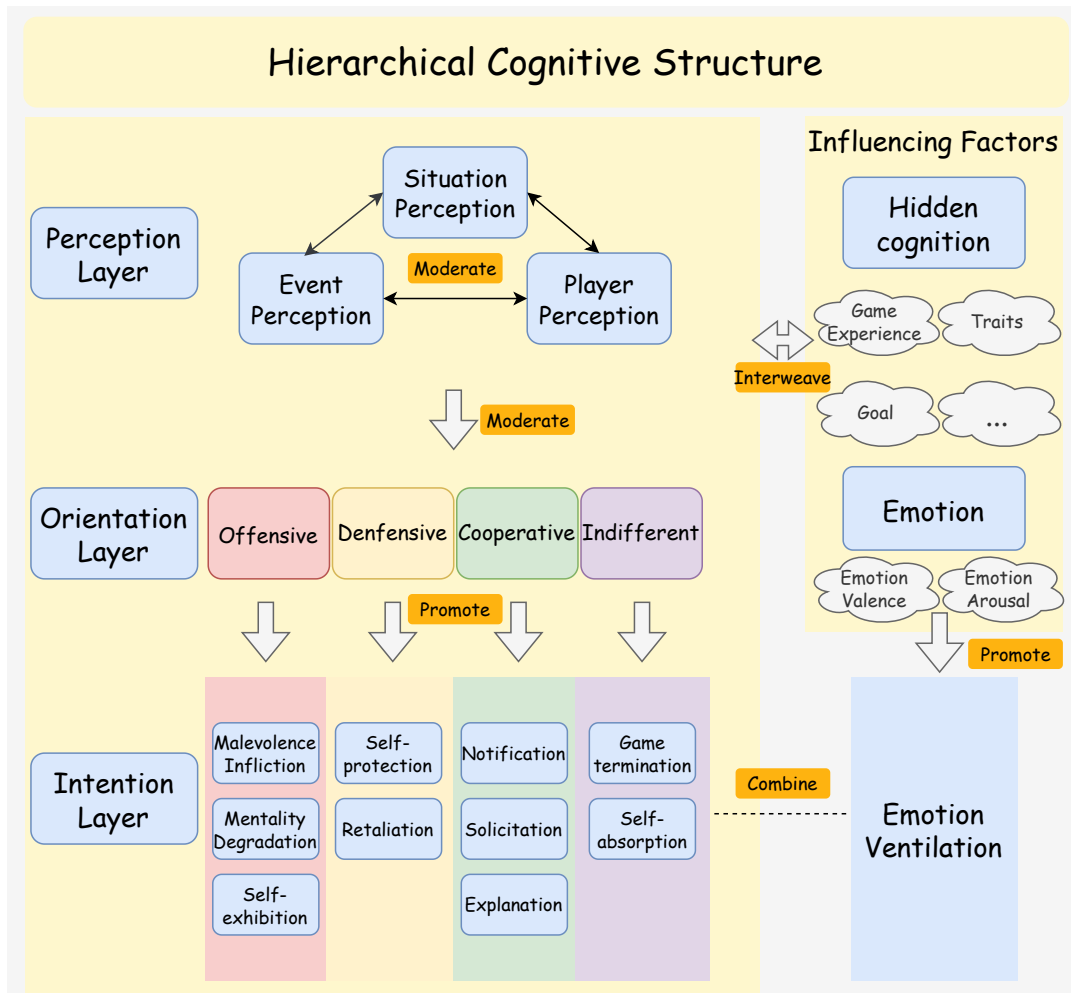 Hierarchical Cognitive Structure
Perception
Layer
Situation
Perception
Event
Perception
Moderate
Player
Perception
Moderate
Orientation
Layer
Offensive
Denfensive
Cooperative
Indifferent
Promote
Intention
Layer
Malevolence
Infliction
Mentality
Degradation
Self-
exhibition
Self-
protection
Retaliation
Notification
Solicitation
Explanation
Game
termination
Self-
absorption
Interweave
Influencing Factors
Hidden
cognition
Game
Experience
Traits
Goal
...
Emotion
Emotion
Valence
Emotion
Arousal
Promote
Combine
Emotion
Ventilation